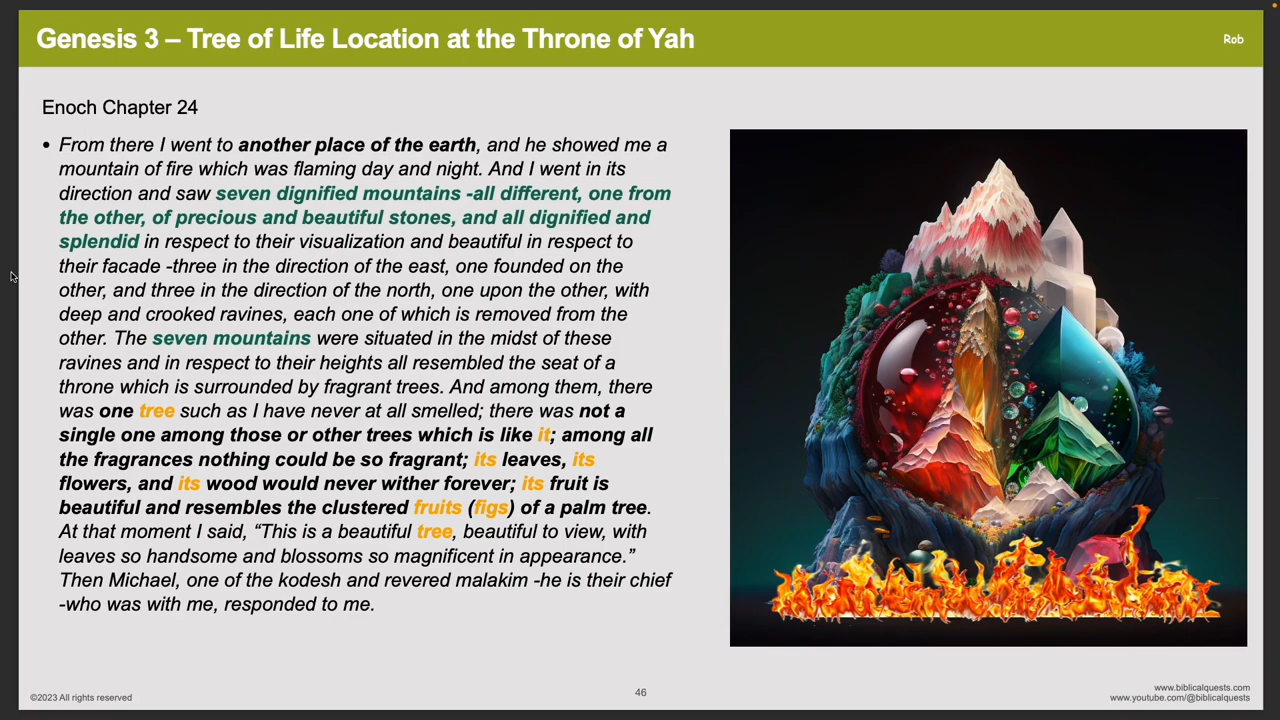 Genesis 3 – Tree of Life Location at the Throne of Yah
Rob
Enoch Chapter 24
• From there I went to another place of the earth, and he showed me a
mountain of fire which was flaming day and night. And I went in its
direction and saw seven dignified mountains -all different, one from
the other, of precious and beautiful stones, and all dignified and
splendid in respect to their visualization and beautiful in respect to
their facade -three in the direction of the east, one founded on the
other, and three in the direction of the north, one upon the other, with
deep and crooked ravines, each one of which is removed from the
other. The seven mountains were situated in the midst of these
ravines and in respect to their heights all resembled the seat of a
throne which is surrounded by fragrant trees. And among them, there
was one tree such as I have never at all smelled; there was not a
single one among those or other trees which is like it; among all
the fragrances nothing could be so fragrant; its leaves, its
flowers, and its wood would never wither forever; its fruit is
beautiful and resembles the clustered fruits (figs) of a palm tree.
At that moment I said, “This is a beautiful tree, beautiful to view, with
leaves so handsome and blossoms so magnificent in appearance.”
Then Michael, one of the kodesh and revered malakim -he is their chief
-who was with me, responded to me.
©2023 All rights reserved
46
www.biblicalquests.com
www.youtube.com/@biblicalquests